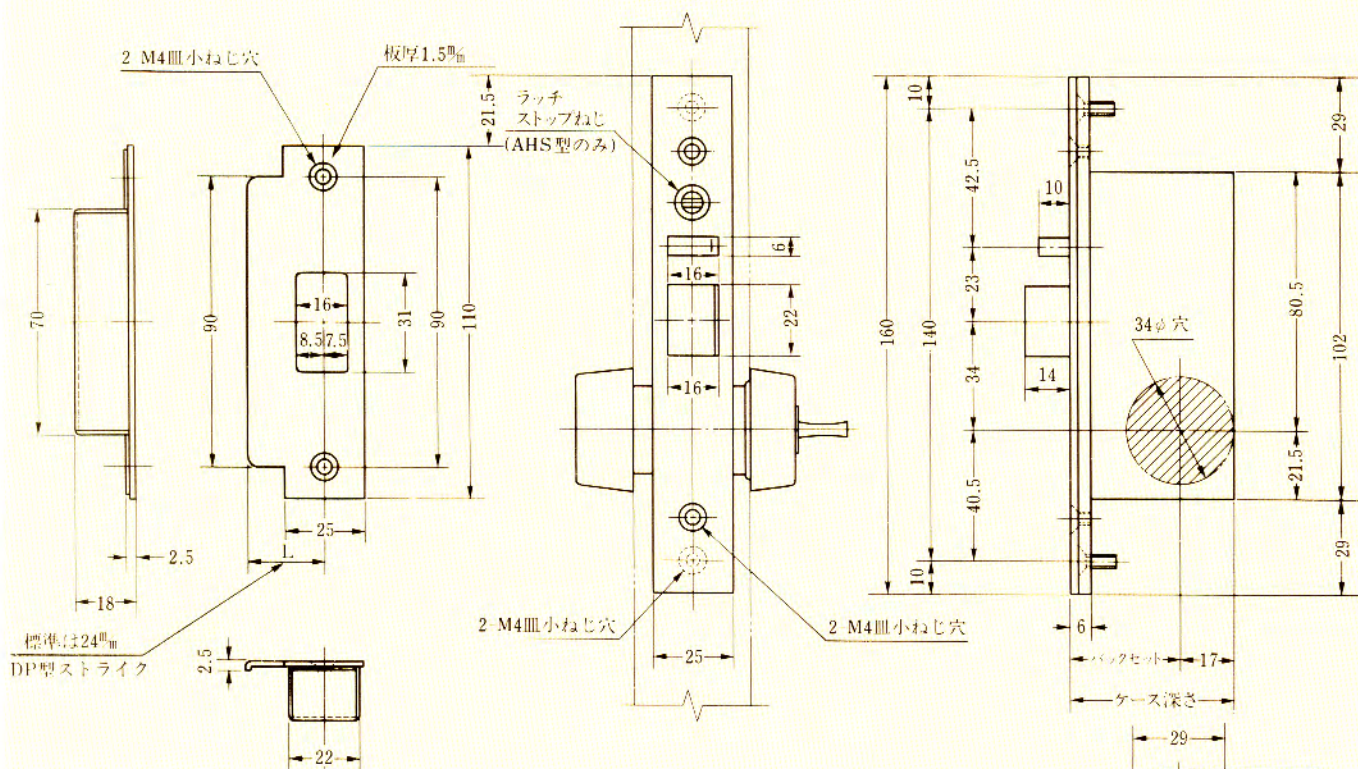 2-M4皿小ねじ穴
板厚1.5㎜
21.5
ラッチ
ストップねじ
(AHS型のみ)
70
2.5
18
90
16
8.5
7.5
31
90
110
25
L
標準は24㎜
DP型ストライク
2.5
22
6
16
22
16
2-M4皿小ねじ穴
2-M4皿小ねじ穴
25
160
10
140
10
42.5
23
34
40.5
10
14
34φ穴
29
80.5
102
21.5
29
6
バックセット
17
ケース深さ
29